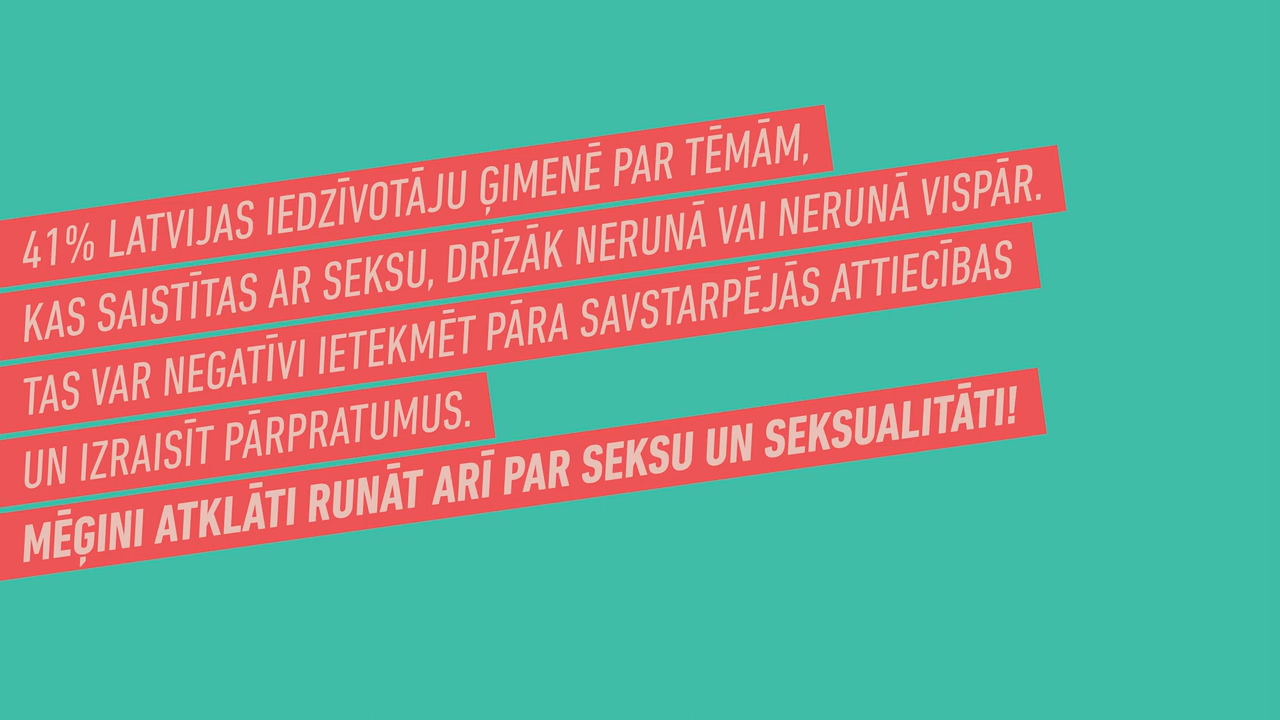 41% LATVIJAS IEDZĪVOTĀJU ĢIMENĒ PAR TĒMĀM,
KAS SAISTĪTAS AR SEKSU, DRĪZĀK NERUNĀ VAI NERUNĀ VISPĀR.
TAS VAR NEGATĪVI IETEKMĒT PĀRA SAVSTARPĒJĀS ATTIECĪBAS
UN IZRAISĪT PĀRPRATUMUS.
MĒĢINI ATKLĀTI RUNĀT ARĪ PAR SEKSU UN SEKSUALITĀTI!